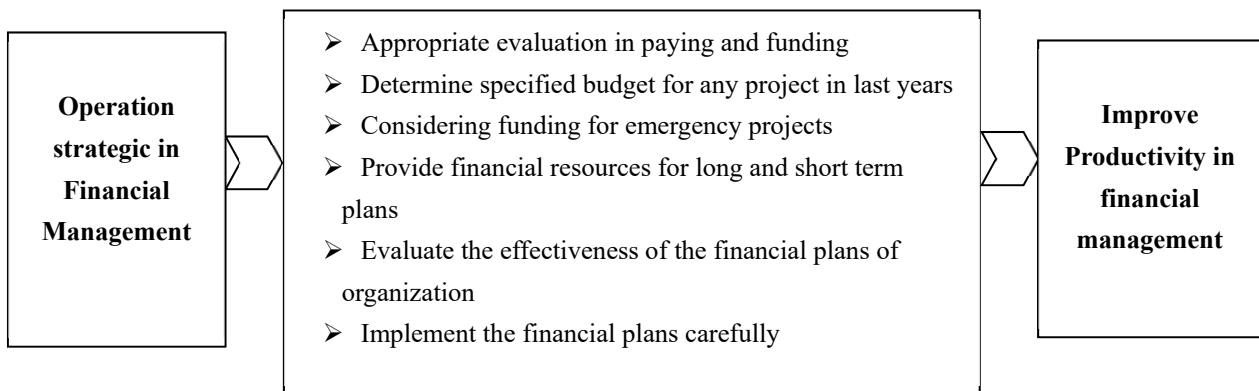 Operation
strategic in
Financial
Management
➢ Appropriate evaluation in paying and funding
➢ Determine specified budget for any project in last years
➢ Considering funding for emergency projects
➢ Provide financial resources for long and short term
plans
➢ Evaluate the effectiveness of the financial plans of
organization
➢ Implement the financial plans carefully
Improve
Productivity in
financial
management